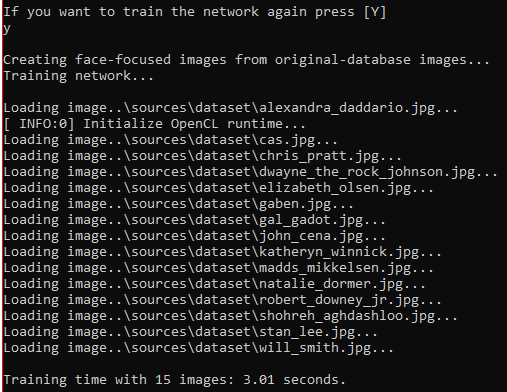 If you want to train the network again press [Y]
y
Creating face-focused images from original-database images...
Training network...
Loading image..\sources\dataset\alexandra_daddario.jpg...
[ INFO:0] Initialize OpenCL runtime...
Loading image..\sources\dataset\cas.jpg...
Loading image..\sources\dataset\chris_pratt.jpg...
Loading image..\sources\dataset\dwayne_the_rock_johnson.jpg...
Loading image..\sources\dataset\elizabeth_olsen.jpg...
Loading image..\sources\dataset\gaben.jpg...
Loading image..\sources\dataset\gal_gadot.jpg...
Loading image..\sources\dataset\john_cena.jpg...
Loading image..\sources\dataset\katheryn_winnick.jpg...
Loading image..\sources\dataset\madds_mikkelsen.jpg...
Loading image..\sources\dataset\natalie_dormer.jpg...
Loading image..\sources\dataset\robert_downey_jr.jpg...
Loading image..\sources\dataset\shohreh_aghdashloo.jpg...
Loading image..\sources\dataset\stan_lee.jpg...
Loading image..\sources\dataset\will_smith.jpg...
Training time with 15 images: 3.01 seconds.